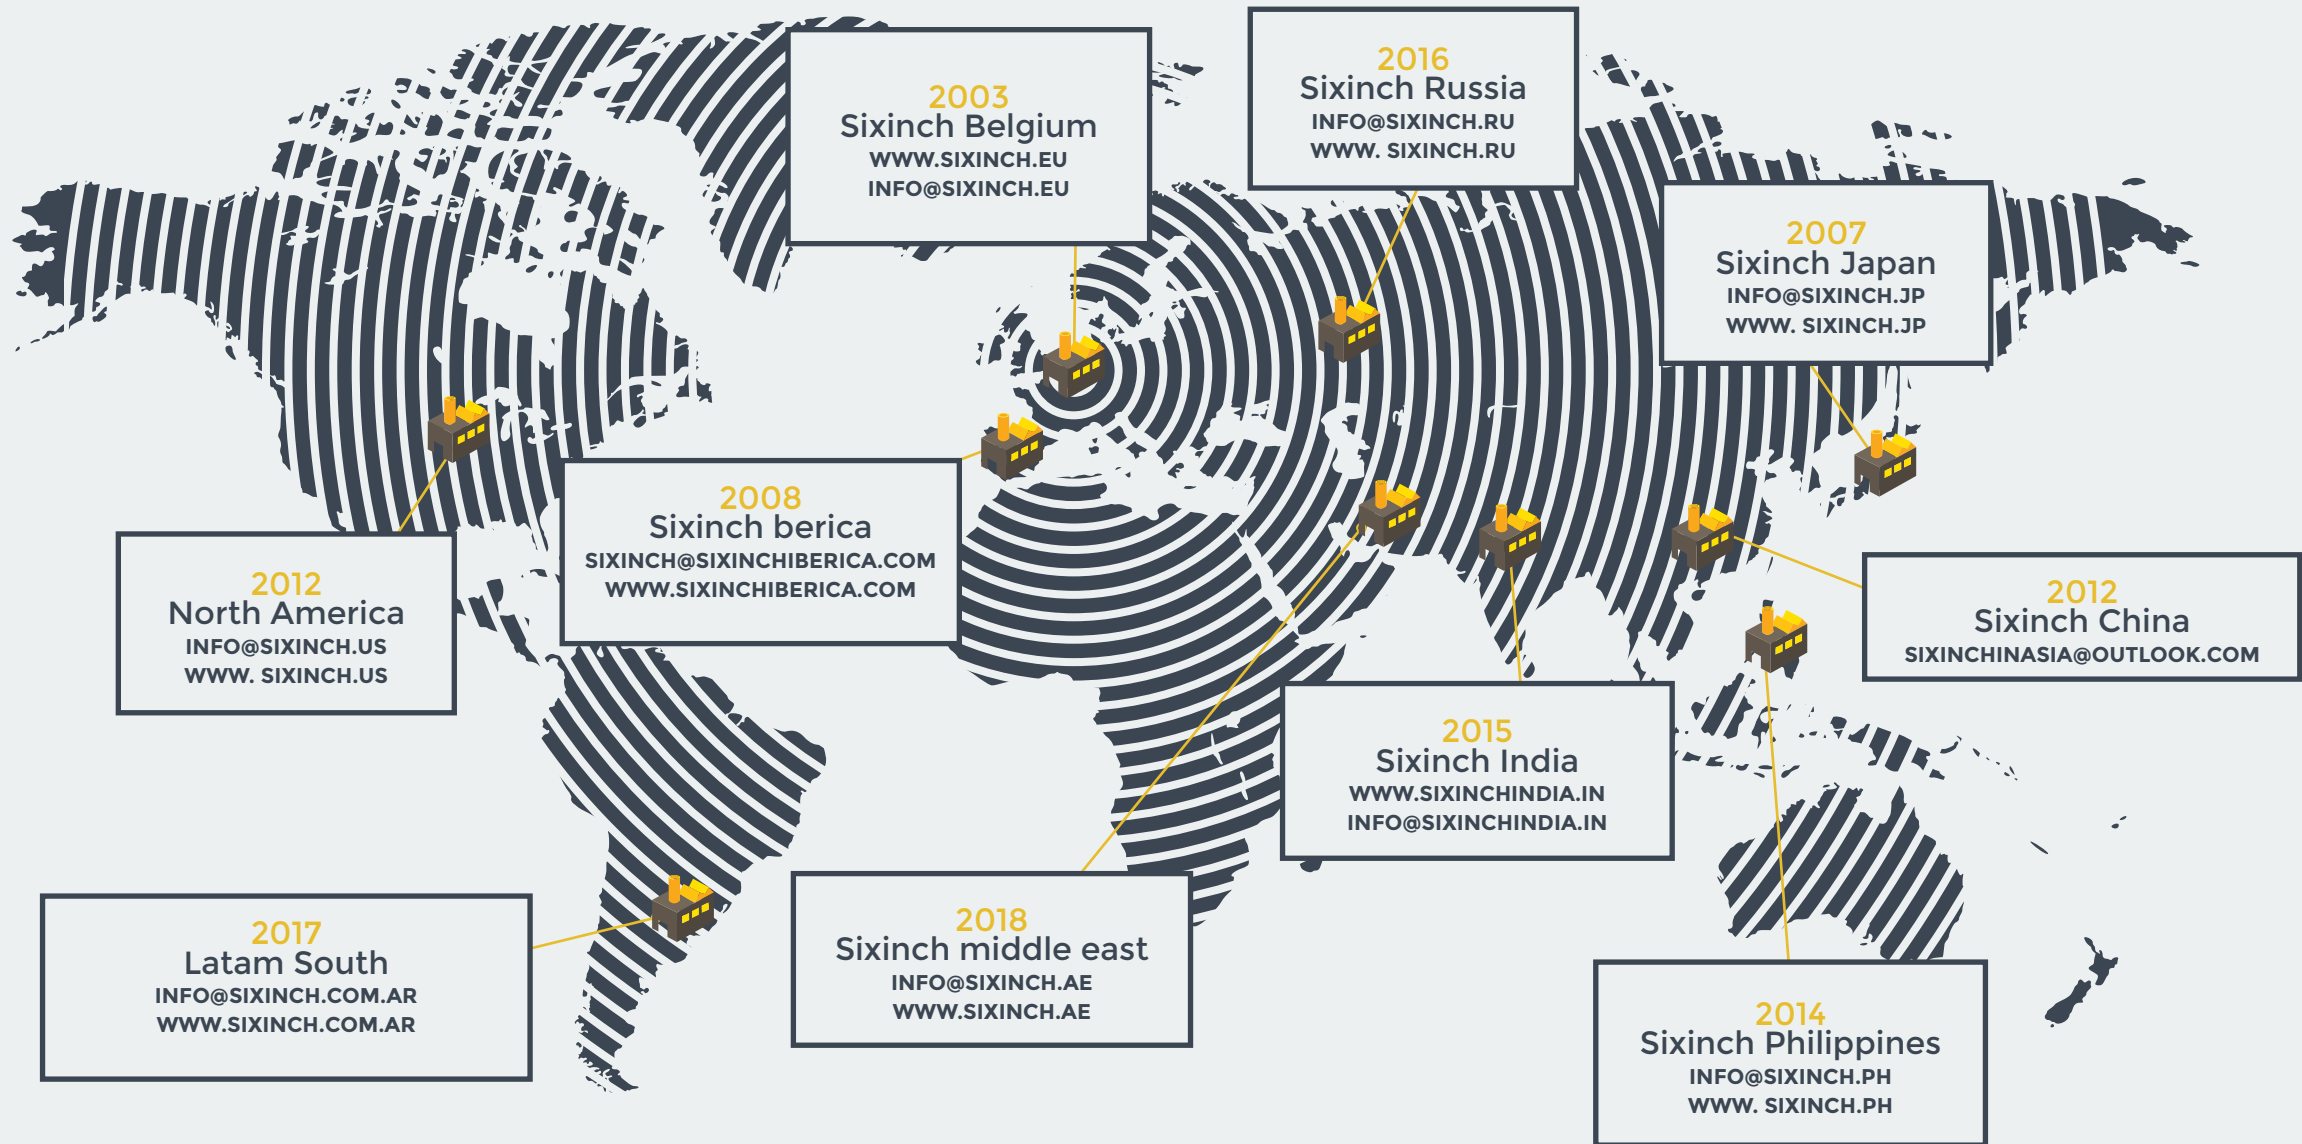 2003
Sixinch Belgium
WWW.SIXINCH.EU
INFO@SIXINCH.EU
2016
Sixinch Russia
INFO@SIXINCH.RU
WWW. SIXINCH.RU
2007
Sixinch Japan
INFO@SIXINCH.JP
WWW. SIXINCH.JP
2008
Sixinch berica
SIXINCH@SIXINCHIBERICA.COM
WWW.SIXINCHIBERICA.COM
2012
North America
INFO@SIXINCH.US
WWW. SIXINCH.US
2012
Sixinch China
SIXINCHINASIA@OUTLOOK.COM
2015
Sixinch India
WWW.SIXINCHINDIA.IN
INFO@SIXINCHINDIA.IN
2017
Latam South
INFO@SIXINCH.COM.AR
WWW.SIXINCH.COM.AR
2018
Sixinch middle east
INFO@SIXINCH.AE
WWW.SIXINCH.AE
2014
Sixinch Philippines
INFO@SIXINCH.PH
WWW. SIXINCH.PH